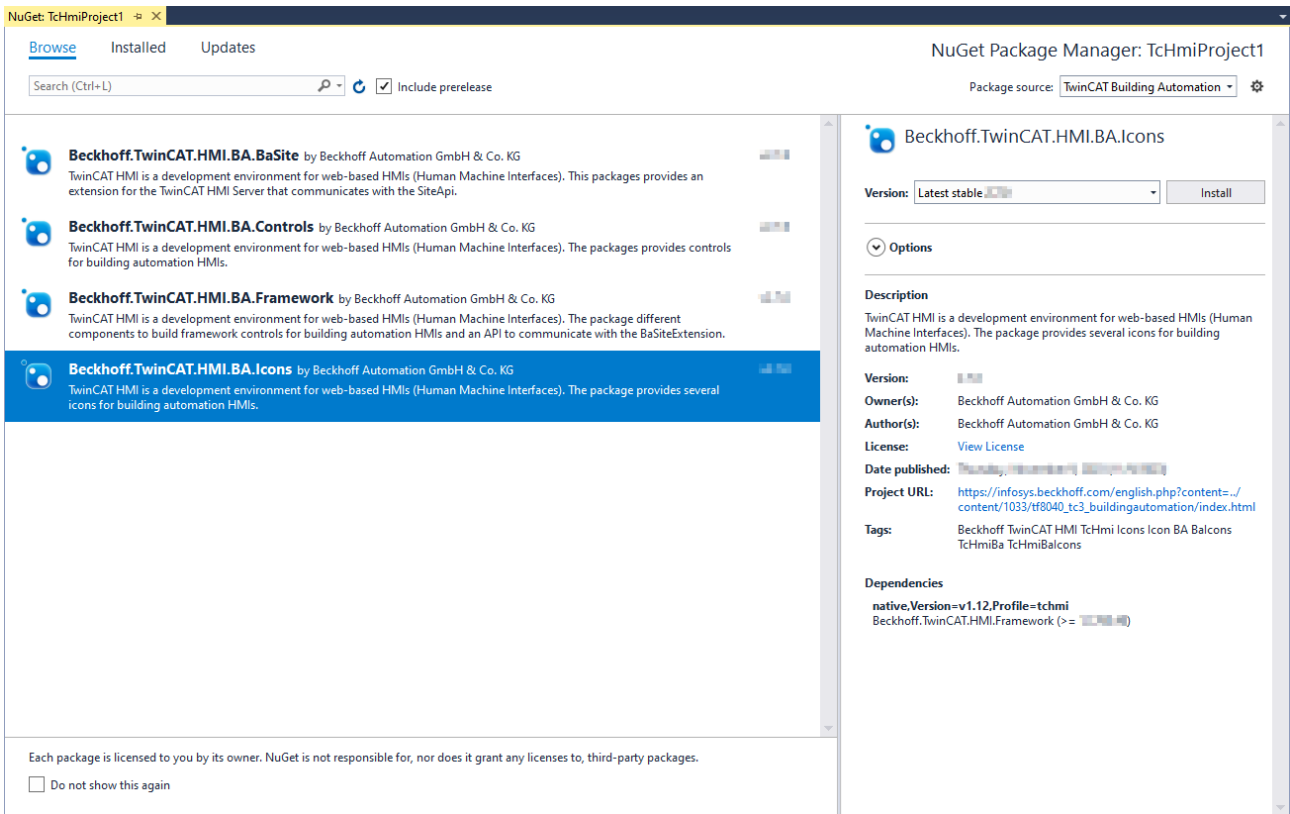 NuGet: TcHmiProject1
Browse Installed Updates
NuGet Package Manager: TcHmiProject1
Search (Ctrl+L)
Include prerelease
Package source: TwinCAT Building Automation
Beckhoff.TwinCAT.HMI.BA.BaSite by Beckhoff Automation GmbH & Co. KG
TwinCAT HMI is a development environment for web-based HMIs (Human Machine Interfaces). This packages provides an
extension for the TwinCAT HMI Server that communicates with the SiteApi.
Beckhoff.TwinCAT.HMI.BA.Controls by Beckhoff Automation GmbH & Co. KG
TwinCAT HMI is a development environment for web-based HMIs (Human Machine Interfaces). The packages provides controls
for building automation HMIs.
Beckhoff.TwinCAT.HMI.BA.Framework by Beckhoff Automation GmbH & Co. KG
TwinCAT HMI is a development environment for web-based HMIs (Human Machine Interfaces). The package different
components to build framework controls for building automation HMIs and an API to communicate with the BaSiteExtension.
Beckhoff.TwinCAT.HMI.BA.Icons by Beckhoff Automation GmbH & Co. KG
TwinCAT HMI is a development environment for web-based HMIs (Human Machine Interfaces). The package provides several
icons for building automation HMIs.
Each package is licensed to you by its owner. NuGet is not responsible for, nor does it grant any licenses to, third-party packages.
Do not show this again
Beckhoff.TwinCAT.HMI.BA.Icons
Version: Latest stable
Install
Options
Description
TwinCAT HMI is a development environment for web-based HMIs (Human
Machine Interfaces). The package provides several icons for building
automation HMIs.
Version:
Owner(s): Beckhoff Automation GmbH & Co. KG
Author(s): Beckhoff Automation GmbH & Co. KG
License: View License
Date published:
Project URL: https://infosys.beckhoff.com/english.php?content=../
content/1033/tf8040_tc3_buildingautomation/index.html
Tags: Beckhoff TwinCAT HMI TcHmi Icons Icon BA BaIcons
TcHmiBa TcHmiBaIcons
Dependencies
native,Version=v1.12,Profile=tchmi
Beckhoff.TwinCAT.HMI.Framework (>= )